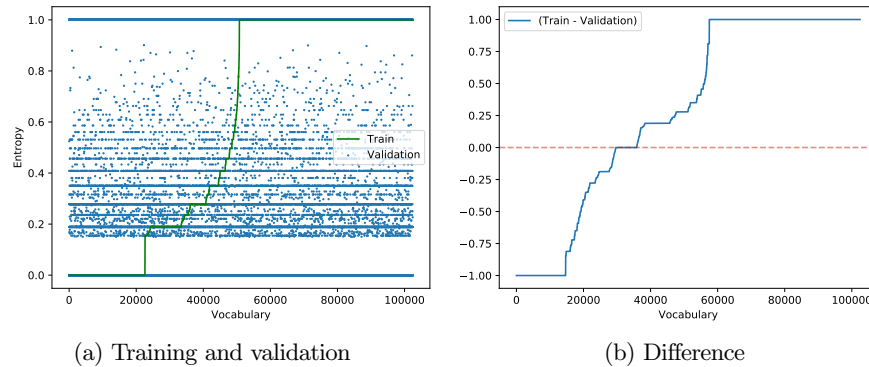 1.0
0.8
0.6
0.4
0.2
0.0
Entropy
Train
Validation
0 20000 40000 60000 80000 100000
Vocabulary
(a) Training and validation
(Train - Validation)
1.00
0.75
0.50
0.25
0.00
−0.25
−0.50
−0.75
−1.00
0 20000 40000 60000 80000 100000
Vocabulary
(b) Difference